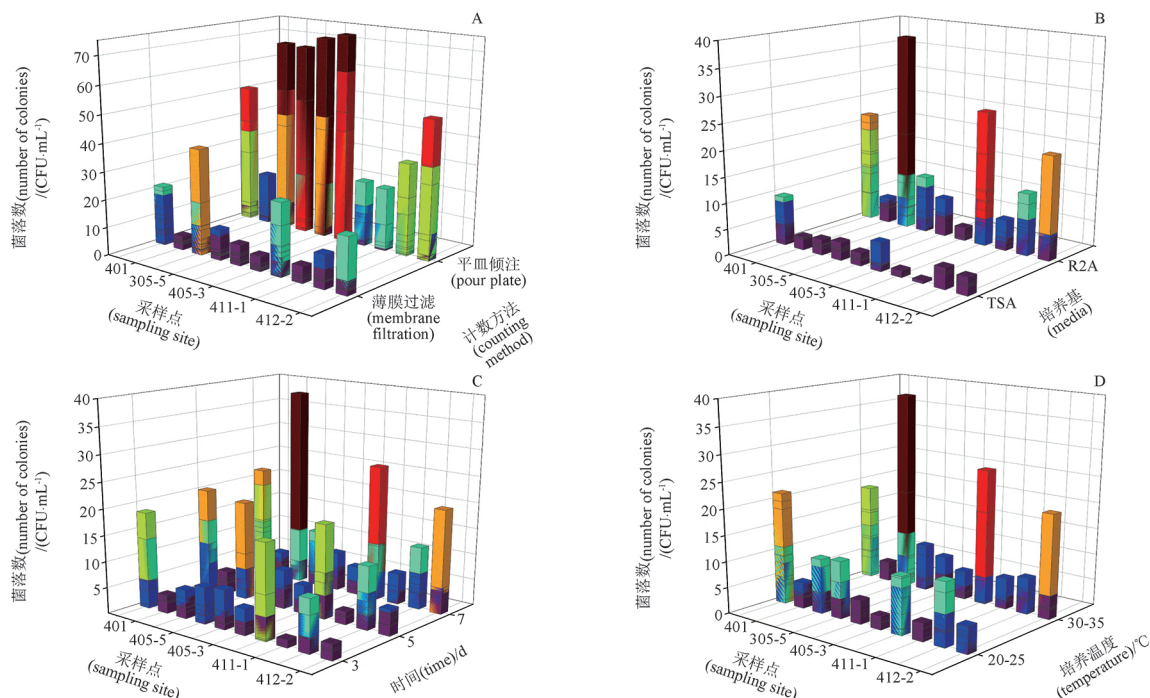 A
菌落数(number of colonies)
/(CFU·mL-1)
70
60
50
40
30
20
10
0
401
305-5
405-3
411-1
412-2
采样点
(sampling site)
平皿倾注
(pour plate)
薄膜过滤
(membrane
filtration)
计数方法
(counting
method)
B
菌落数(number of colonies)
/(CFU·mL-1)
40
35
30
25
20
15
10
5
0
401
305-5
405-3
411-1
412-2
采样点
(sampling site)
R2A
TSA
培养基
(media)
C
菌落数(number of colonies)
/(CFU·mL-1)
40
35
30
25
20
15
10
5
401
405-5
405-3
411-1
412-2
采样点
(sampling site)
7
5
3
时间(time)/d
D
菌落数(number of colonies)
/(CFU·mL-1)
40
35
30
25
20
15
10
5
0
401
305-5
405-3
411-1
412-2
采样点
(sampling site)
30-35
20-25
培养温度
(temperature)/℃